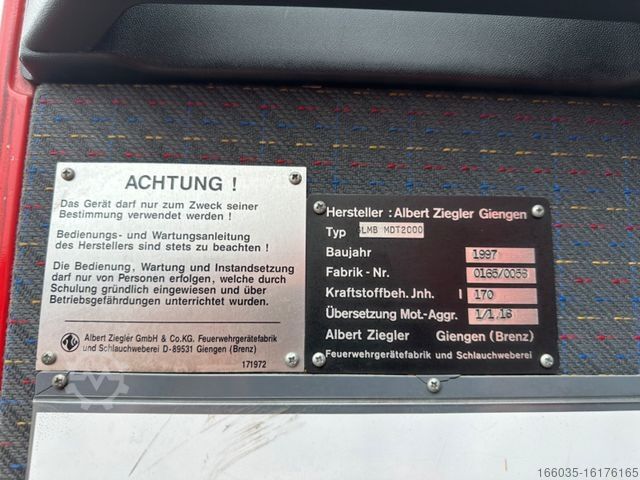 ACHTUNG !
Das Gerät darf nur zum Zweck seiner
Bestimmung verwendet werden !
Bedienungs- und Wartungsanleitung
des Herstellers sind stets zu beachten !
Die Bedienung, Wartung und Instandsetzung
darf nur von Personen erfolgen, welche durch
Schulung gründlich eingewiesen und über
Betriebsgefährdungen unterrichtet wurden.
Albert Ziegler GmbH & Co.KG. Feuerwehrgerätefabrik
und Schlauchweberei D-89531 Giengen (Brenz)
171972
Hersteller : Albert Ziegler Giengen
Typ MDT2000
Baujahr 1997
Fabrik - Nr.
Kraftstoffbeh. Jnh. l 170
Übersetzung Mot.-Aggr. 1/1.16
Albert Ziegler Giengen (Brenz)
Feuerwehrgerätefabrik und Schlauchweberei
166035-16176165